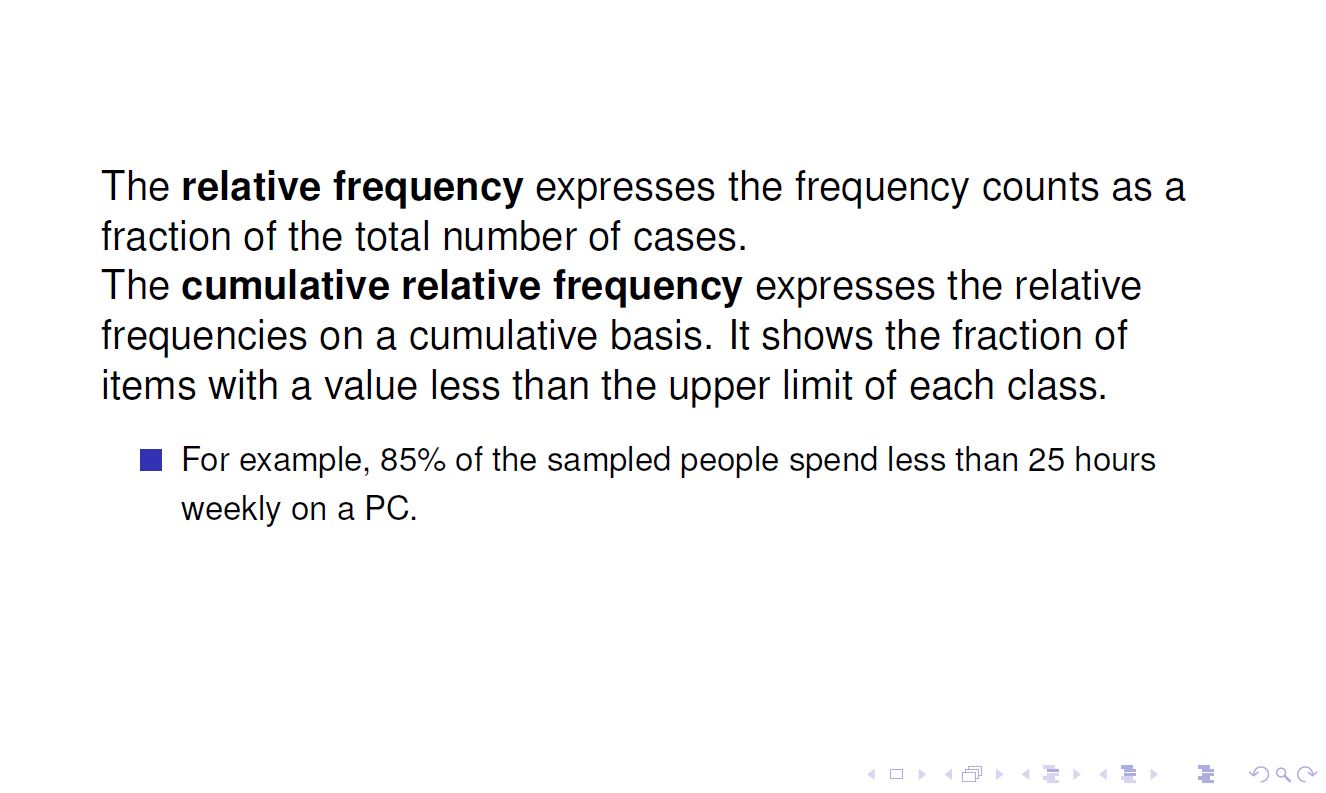 The relative frequency expresses the frequency counts as a
fraction of the total number of cases.
The cumulative relative frequency expresses the relative
frequencies on a cumulative basis. It shows the fraction of
items with a value less than the upper limit of each class.
For example, 85% of the sampled people spend less than 25 hours
weekly on a PC.